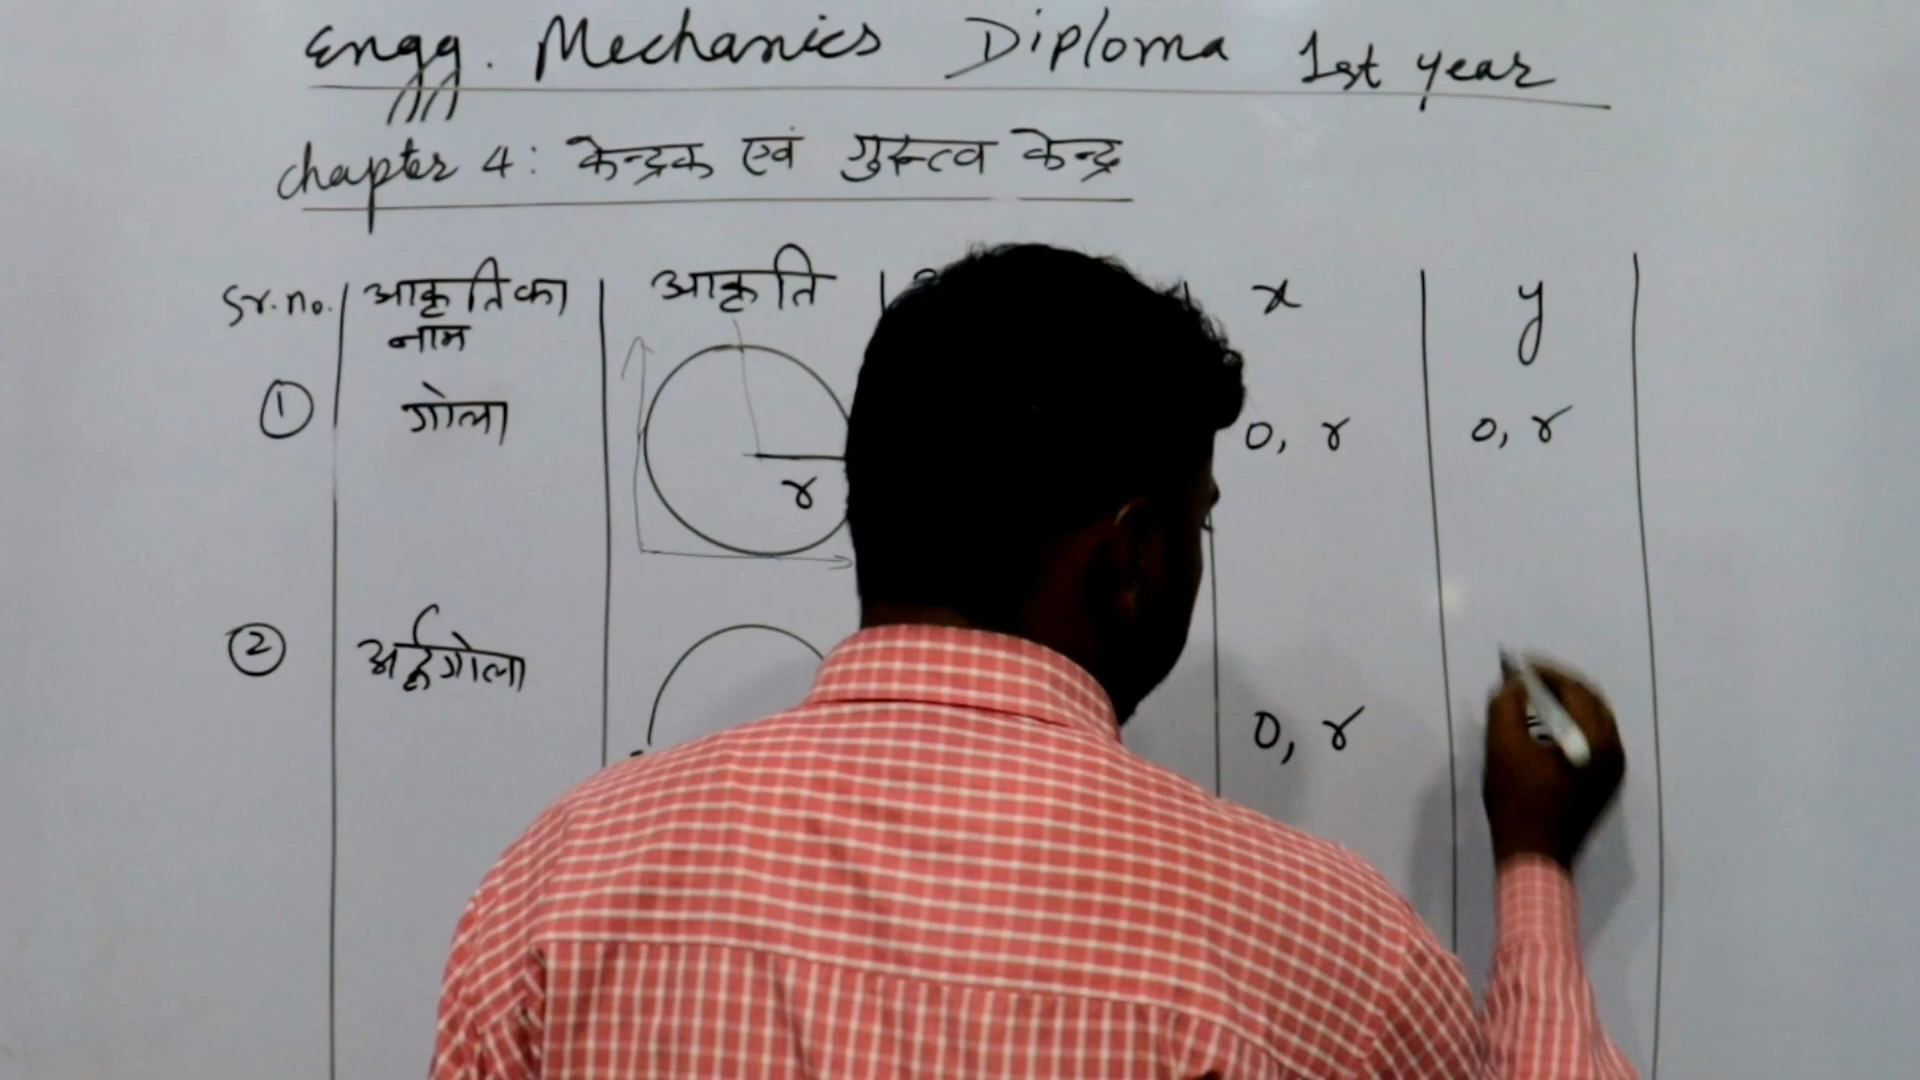 Engg. Mechanics Diploma 1st year
chapter 4: केन्द्रक एवं गुरूत्व केन्द्र
Sr. no. आकृति का नाम आकृति x y
① गोला r 0, r 0, r
② अर्द्धगोला 0, r